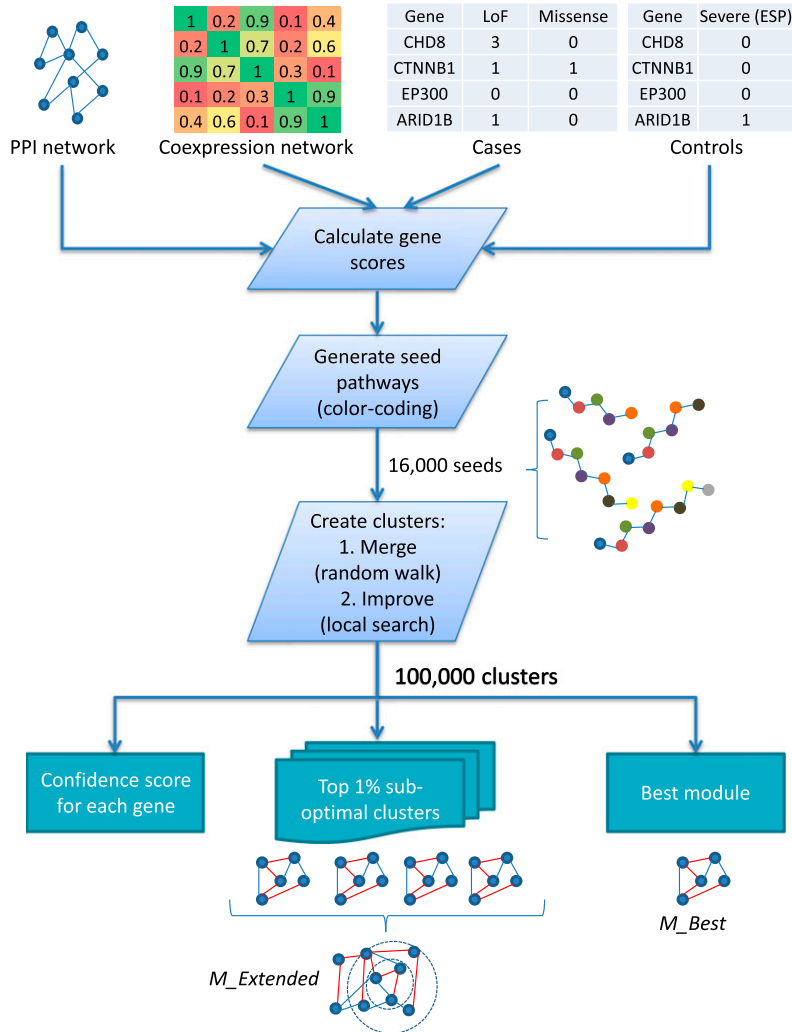 1 0.2 0.9 0.1 0.4
0.2 1 0.7 0.2 0.6
0.9 0.7 1 0.3 0.1
0.1 0.2 0.3 1 0.9
0.4 0.6 0.1 0.9 1
Gene LoF Missense
CHD8 3 0
CTNNB1 1 1
EP300 0 0
ARID1B 1 0
Gene Severe (ESP)
CHD8 0
CTNNB1 0
EP300 0
ARID1B 1
PPI network
Coexpression network
Cases
Controls
Calculate gene
scores
Generate seed
pathways
(color-coding)
16,000 seeds
Create clusters:
1. Merge
(random walk)
2. Improve
(local search)
100,000 clusters
Confidence score
for each gene
Top 1% sub-
optimal clusters
Best module
M_Best
M_Extended